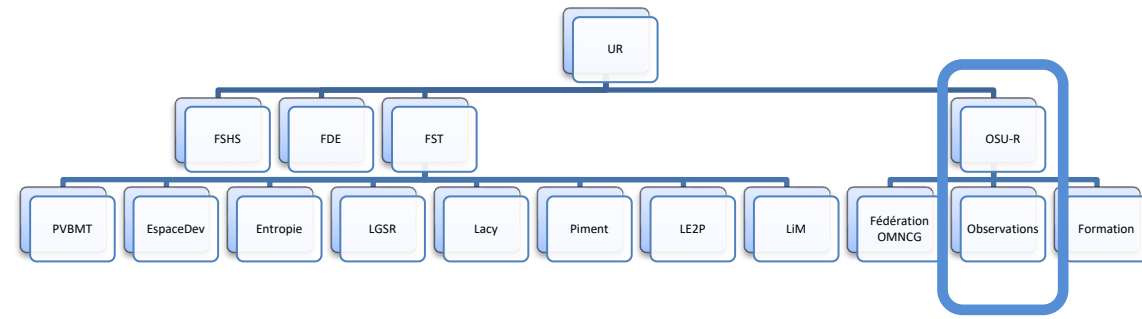 UR
FSHS
FDE
FST
OSU-R
PVBMT
EspaceDev
Entropie
LGSR
Lacy
Piment
LE2P
LiM
Fédération
OMNCG
Observations
Formation